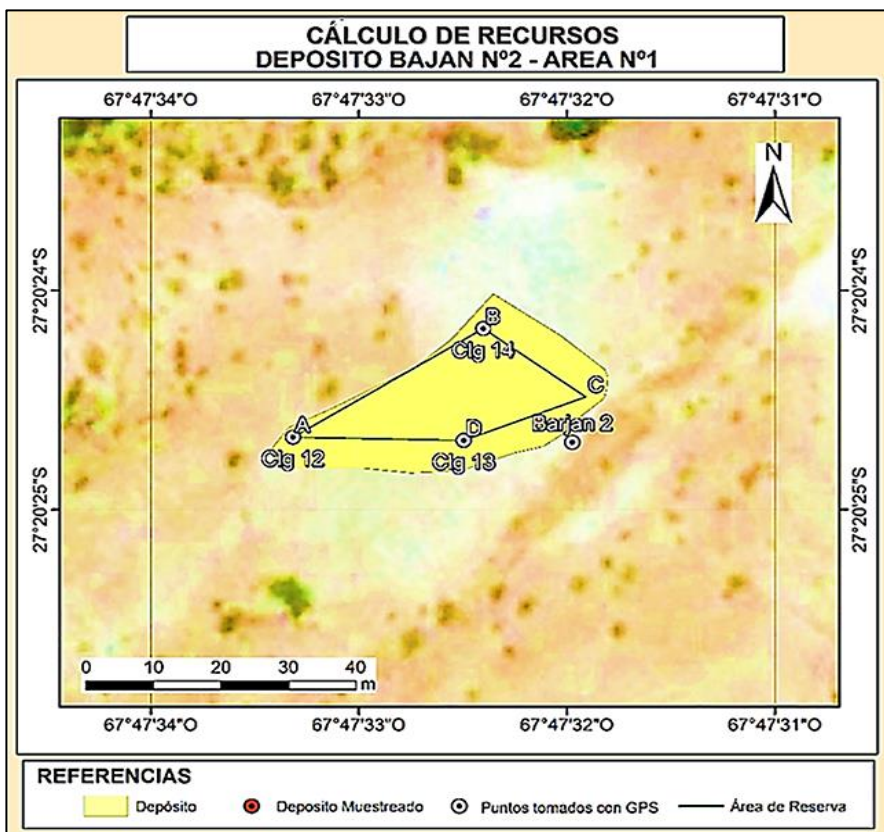 CÁLCULO DE RECURSOS
DEPOSITO BAJAN Nº2 - AREA Nº1
67°47'34"O 67°47'33"O 67°47'32"O 67°47'31"O
N
27°20'24"S 27°20'24"S
B
Clg 14
C
A D Barjan 2
Clg 12 Clg 13
27°20'25"S 27°20'25"S
0 10 20 30 40
m
67°47'34"O 67°47'33"O 67°47'32"O 67°47'31"O
REFERENCIAS
Depósito Deposito Muestreado Puntos tomados con GPS Área de Reserva